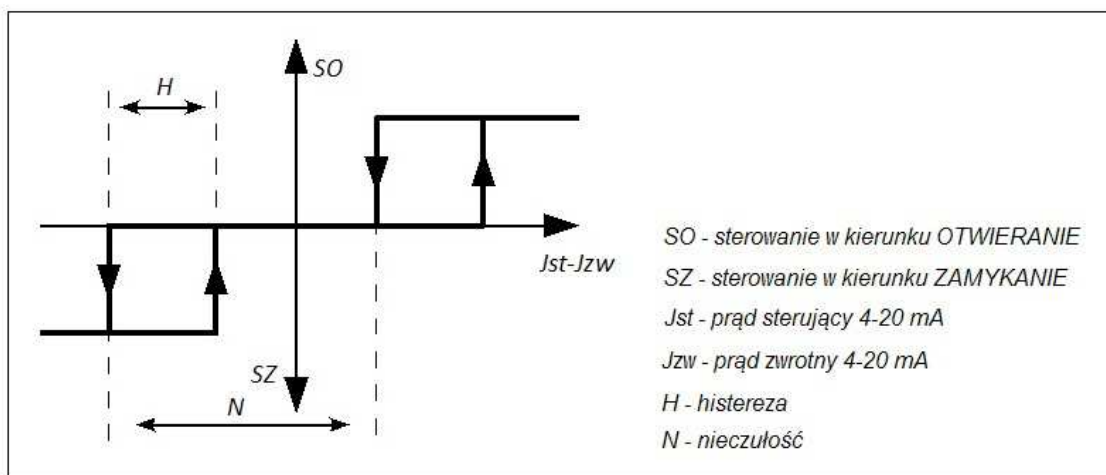 SO
H
Jst-Jzw
SZ
N
SO - sterowanie w kierunku OTWIERANIE
SZ - sterowanie w kierunku ZAMYKANIE
Jst - prąd sterujący 4-20 mA
Jzw - prąd zwrotny 4-20 mA
H - histereza
N - nieczułość